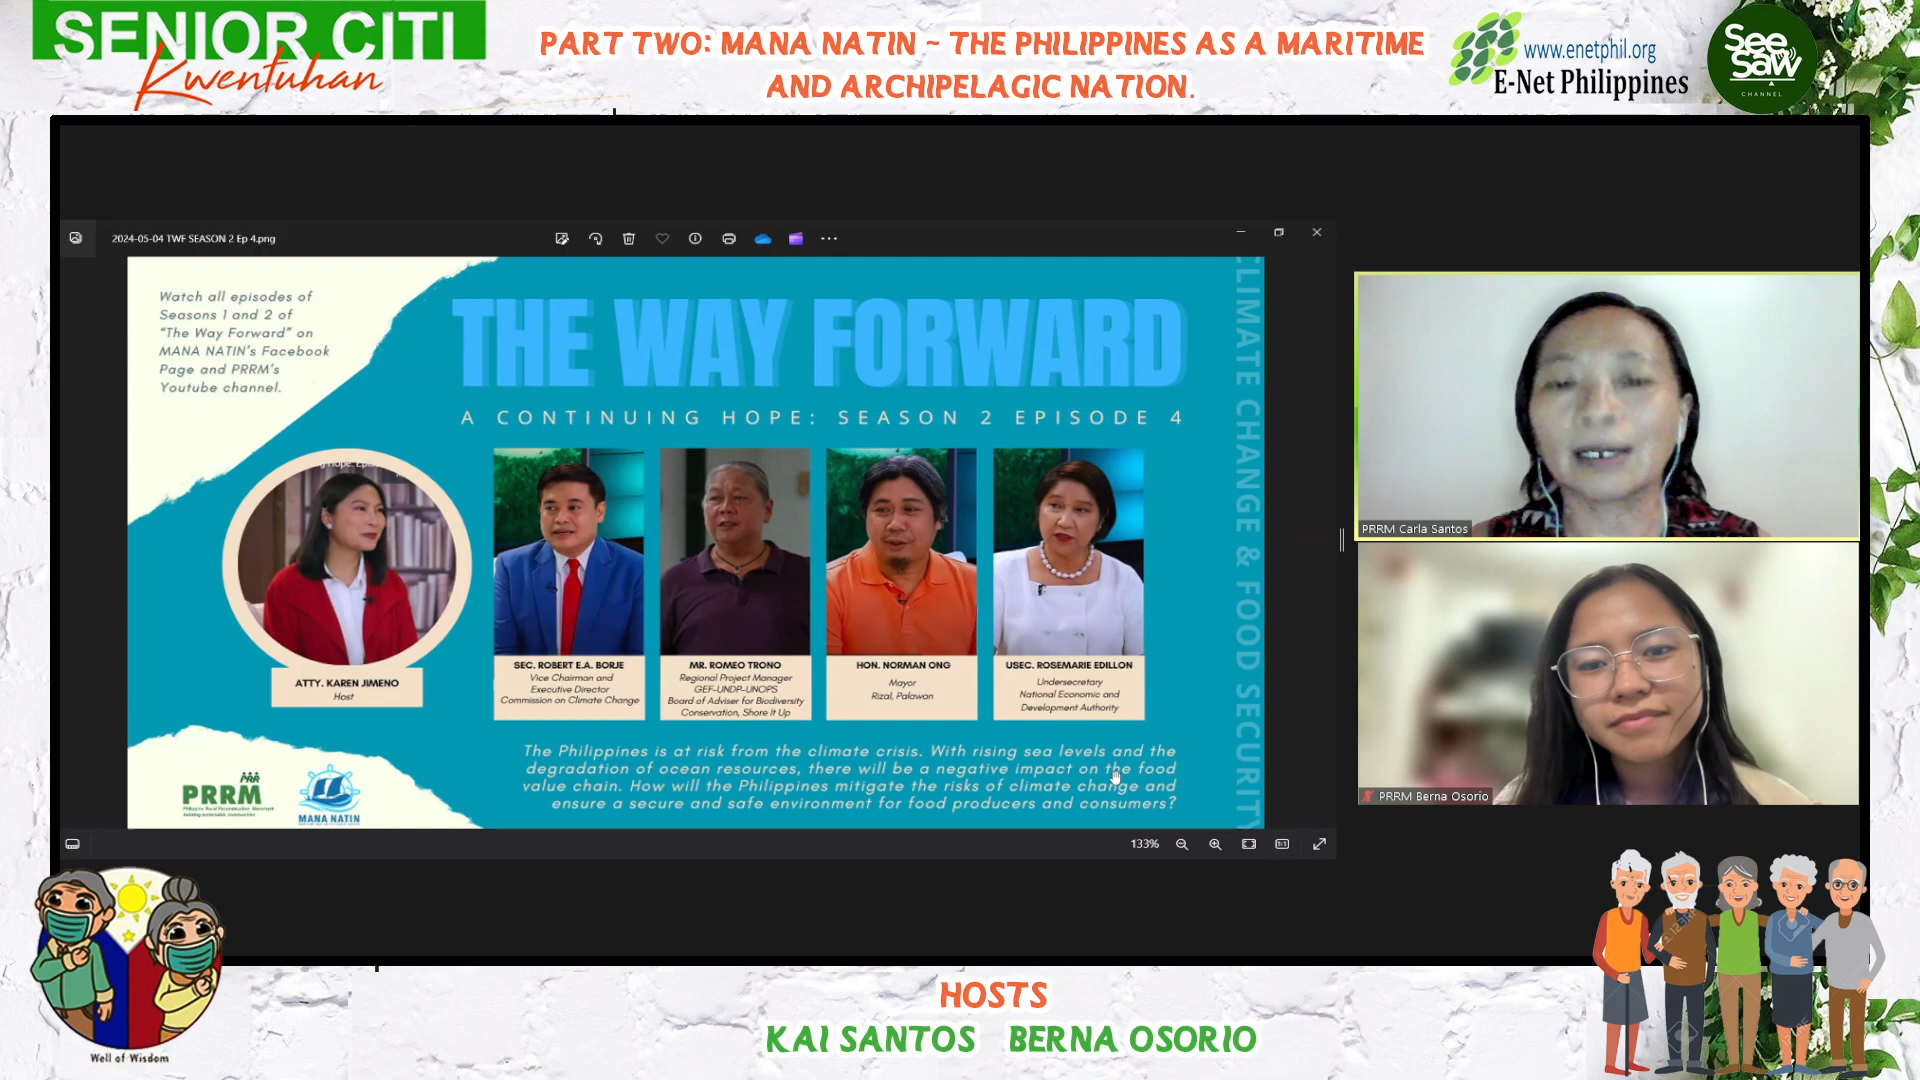 SENIOR CITI
Kwentuhan
PART TWO: MANA NATIN ~ THE PHILIPPINES AS A MARITIME
AND ARCHIPELAGIC NATION.
www.enetphil.org
E-Net Philippines
See
Saw
CHANNEL
2024-05-04 TWF SEASON 2 Ep 4.png
Watch all episodes of
Seasons 1 and 2 of
"The Way Forward" on
MANA NATIN's Facebook
Page and PRRM's
Youtube channel.
THE WAY FORWARD
A CONTINUING HOPE: SEASON 2 EPISODE 4
CLIMATE CHANGE & FOOD SECURITY
ATTY. KAREN JIMENO
Host
SEC. ROBERT E.A. BORJE
Vice Chairman and
Executive Director
Commission on Climate Change
MR. ROMEO TRONO
Regional Project Manager
GEF-UNDP-UNOPS
Board of Adviser for Biodiversity
Conservation, Shore It Up
HON. NORMAN ONG
Mayor
Rizal, Palawan
USEC. ROSEMARIE EDILLON
Undersecretary
National Economic and
Development Authority
The Philippines is at risk from the climate crisis. With rising sea levels and the
degradation of ocean resources, there will be a negative impact on the food
value chain. How will the Philippines mitigate the risks of climate change and
ensure a secure and safe environment for food producers and consumers?
PRRM
Philippine Rural Reconstruction Movement
MANA NATIN
133%
PRRM Carla Santos
PRRM Berna Osorio
Well of Wisdom
HOSTS
KAI SANTOS BERNA OSORIO